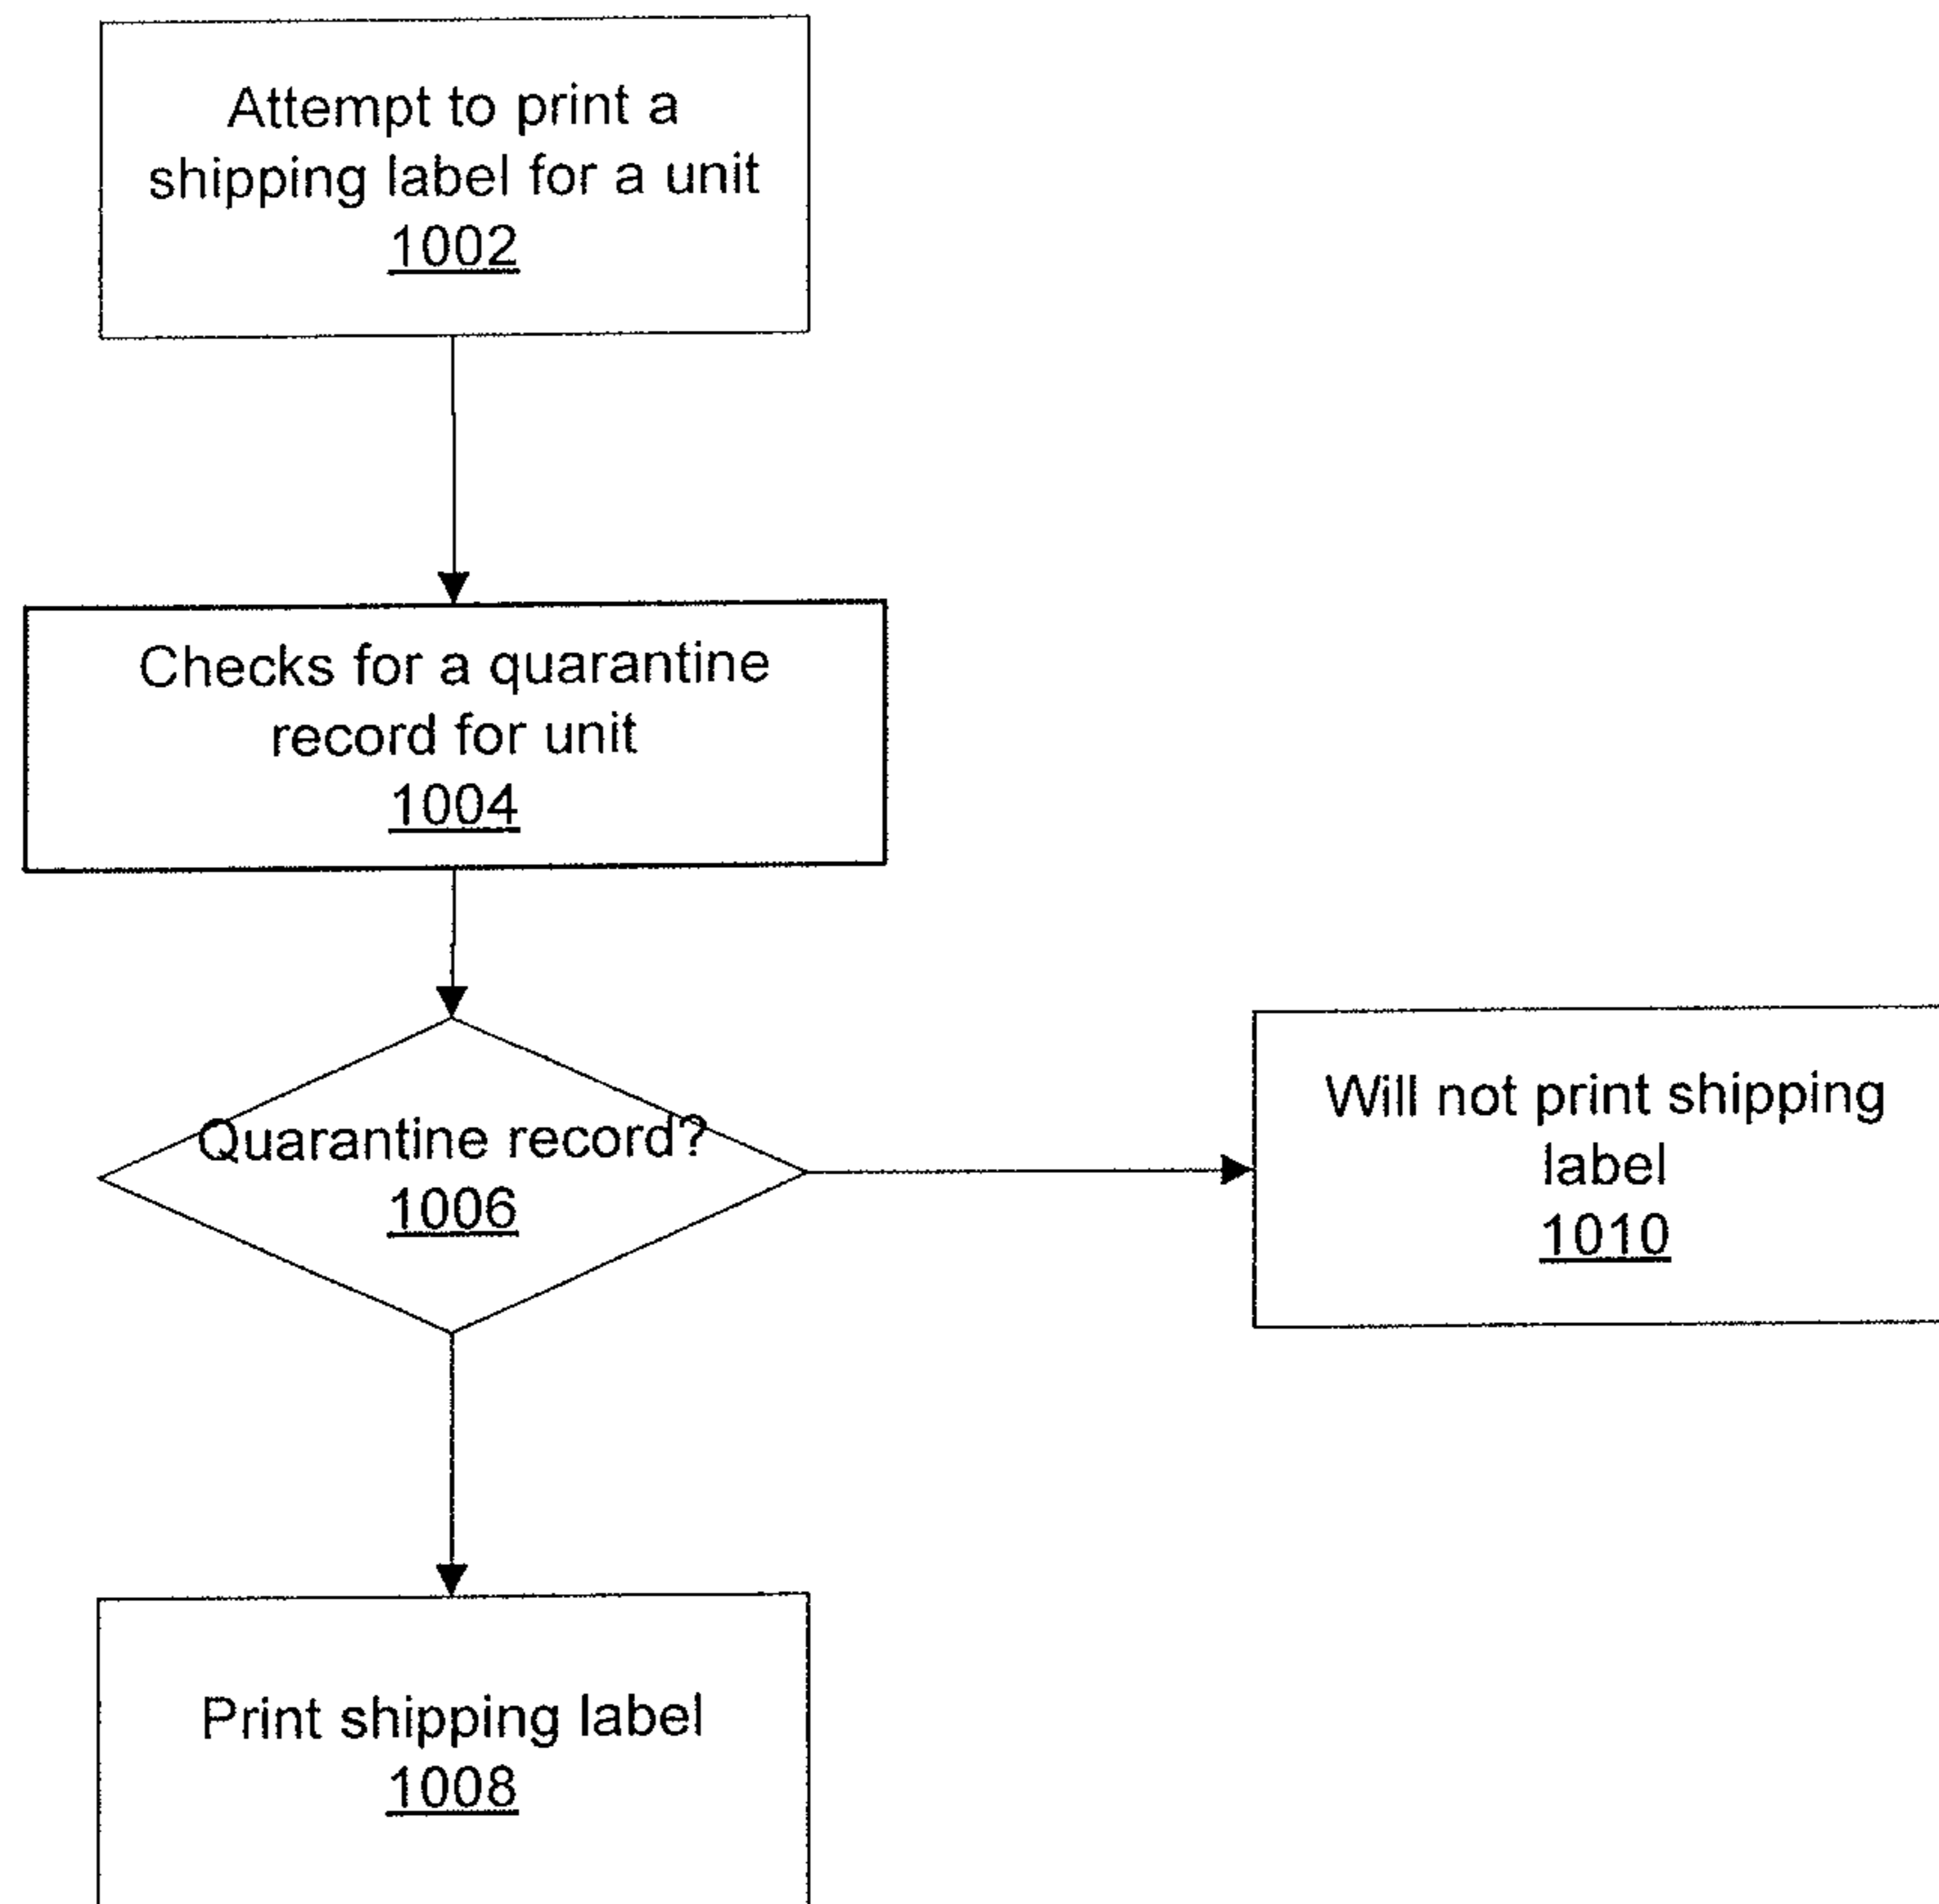 Attempt to print a
shipping label for a unit
1002
Checks for a quarantine
record for unit
1004
Quarantine record?
1006
Will not print shipping
label
1010
Print shipping label
1008